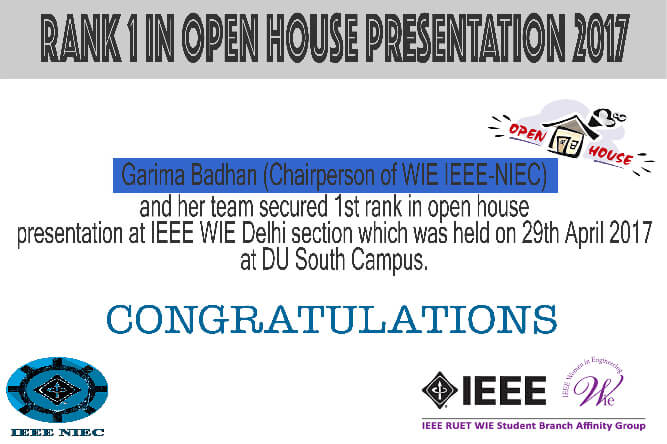 RANK 1 IN OPEN HOUSE PRESENTATION 2017
OPEN HOUSE
Garima Badhan (Chairperson of WIE IEEE-NIEC)
and her team secured 1st rank in open house
presentation at IEEE WIE Delhi section which was held on 29th April 2017
at DU South Campus.
CONGRATULATIONS
IEEE NIEC
IEEE
IEEE Women in Engineering
Wie
IEEE RUET WIE Student Branch Affinity Group